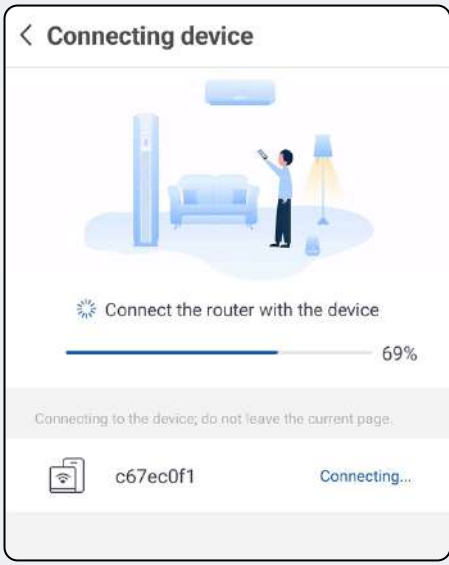 Connecting device
Connect the router with the device
69%
Connecting to the device; do not leave the current page.
c67ec0f1
Connecting...